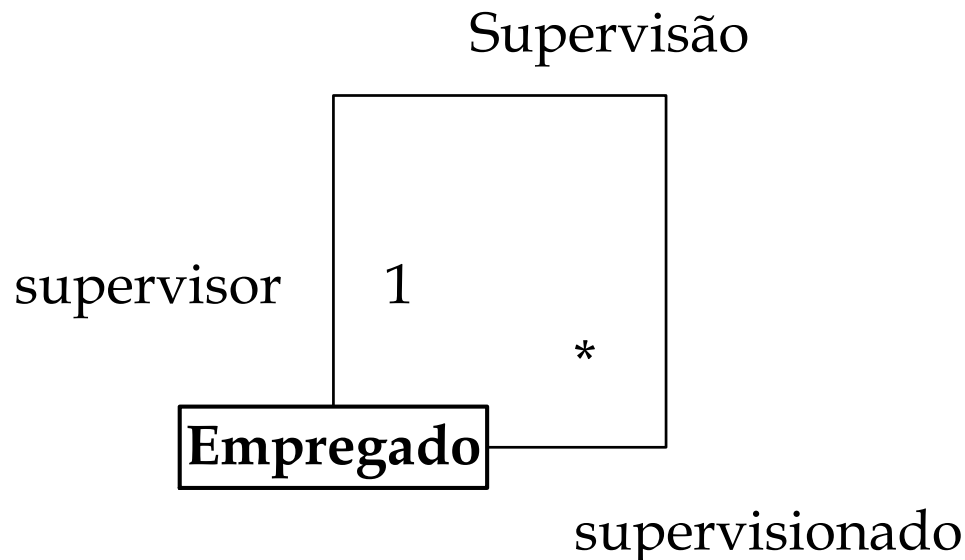 Supervisão
supervisor 1
*
Empregado
supervisionado